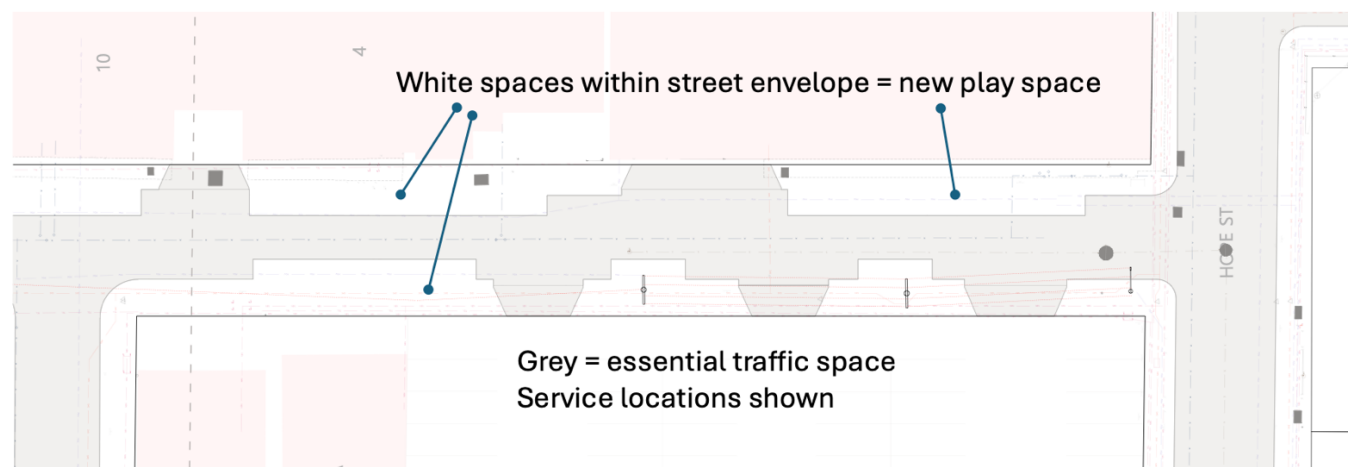 10
4
White spaces within street envelope = new play space
HOPE ST
Grey = essential traffic space
Service locations shown